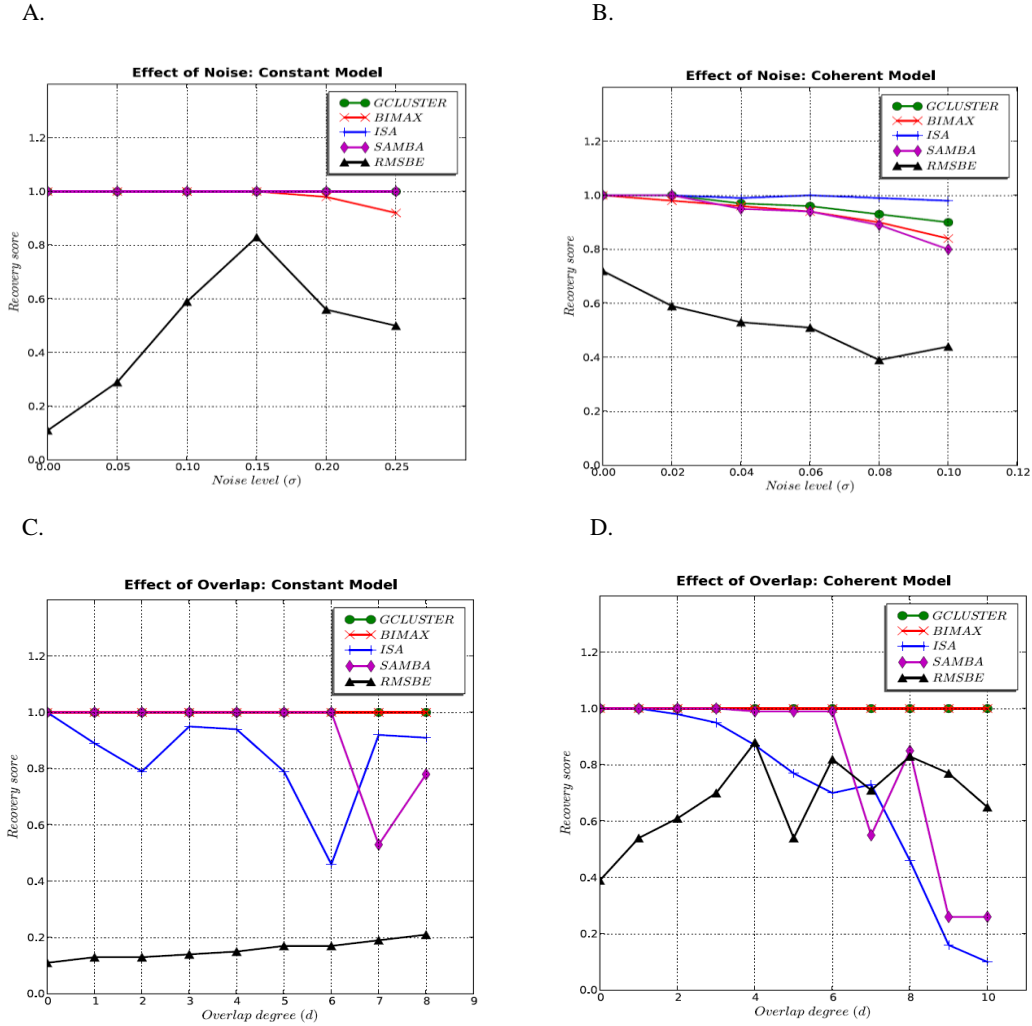 A.
Effect of Noise: Constant Model
GCLUSTER
BIMAX
ISA
SAMBA
RMSBE
1.2
1.0
0.8
0.6
0.4
0.2
0.0
Recovery score
0.00 0.05 0.10 0.15 0.20 0.25
Noise level (σ)
B.
Effect of Noise: Coherent Model
GCLUSTER
BIMAX
ISA
SAMBA
RMSBE
1.2
1.0
0.8
0.6
0.4
0.2
0.0
Recovery score
0.00 0.02 0.04 0.06 0.08 0.10 0.12
Noise level (σ)
C.
Effect of Overlap: Constant Model
GCLUSTER
BIMAX
ISA
SAMBA
RMSBE
1.2
1.0
0.8
0.6
0.4
0.2
0.0
Recovery score
0 1 2 3 4 5 6 7 8 9
Overlap degree (d)
D.
Effect of Overlap: Coherent Model
GCLUSTER
BIMAX
ISA
SAMBA
RMSBE
1.2
1.0
0.8
0.6
0.4
0.2
0.0
Recovery score
0 2 4 6 8 10
Overlap degree (d)